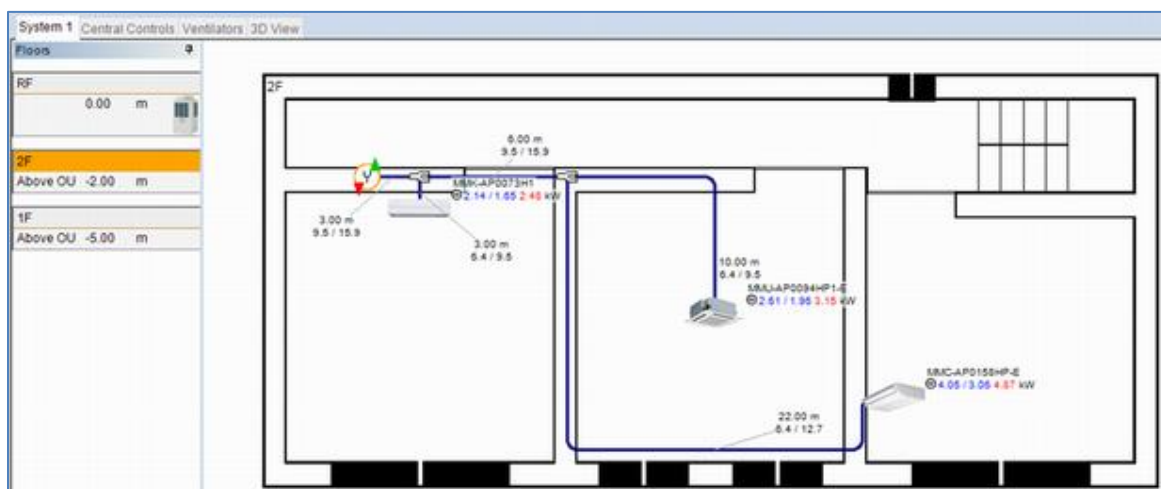 System 1 Central Controls Ventilators 3D View
Floors
RF
0.00 m
2F
Above OU -2.00 m
1F
Above OU -5.00 m
2F
6.00 m
9.5 / 15.9
Y
MMK-AP0073H1
2.14 / 1.65 2.48 kW
3.00 m
9.5 / 15.9
3.00 m
6.4 / 9.5
10.00 m
6.4 / 9.5
MMU-AP0094HP1-E
2.61 / 1.95 3.15 kW
MMC-AP0158HP-E
4.05 / 3.06 4.87 kW
22.00 m
6.4 / 12.7